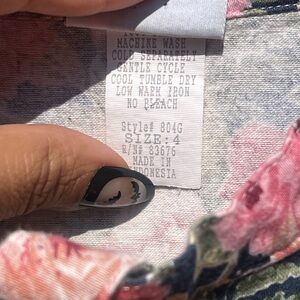 MACHINE WASH
COLD SEPARATELY
GENTLE CYCLE
COOL TUMBLE DRY
LOW WARM IRON
NO BLEACH
Style# 804G
SIZE: 4
R/N# 83676
MADE IN
INDONESIA